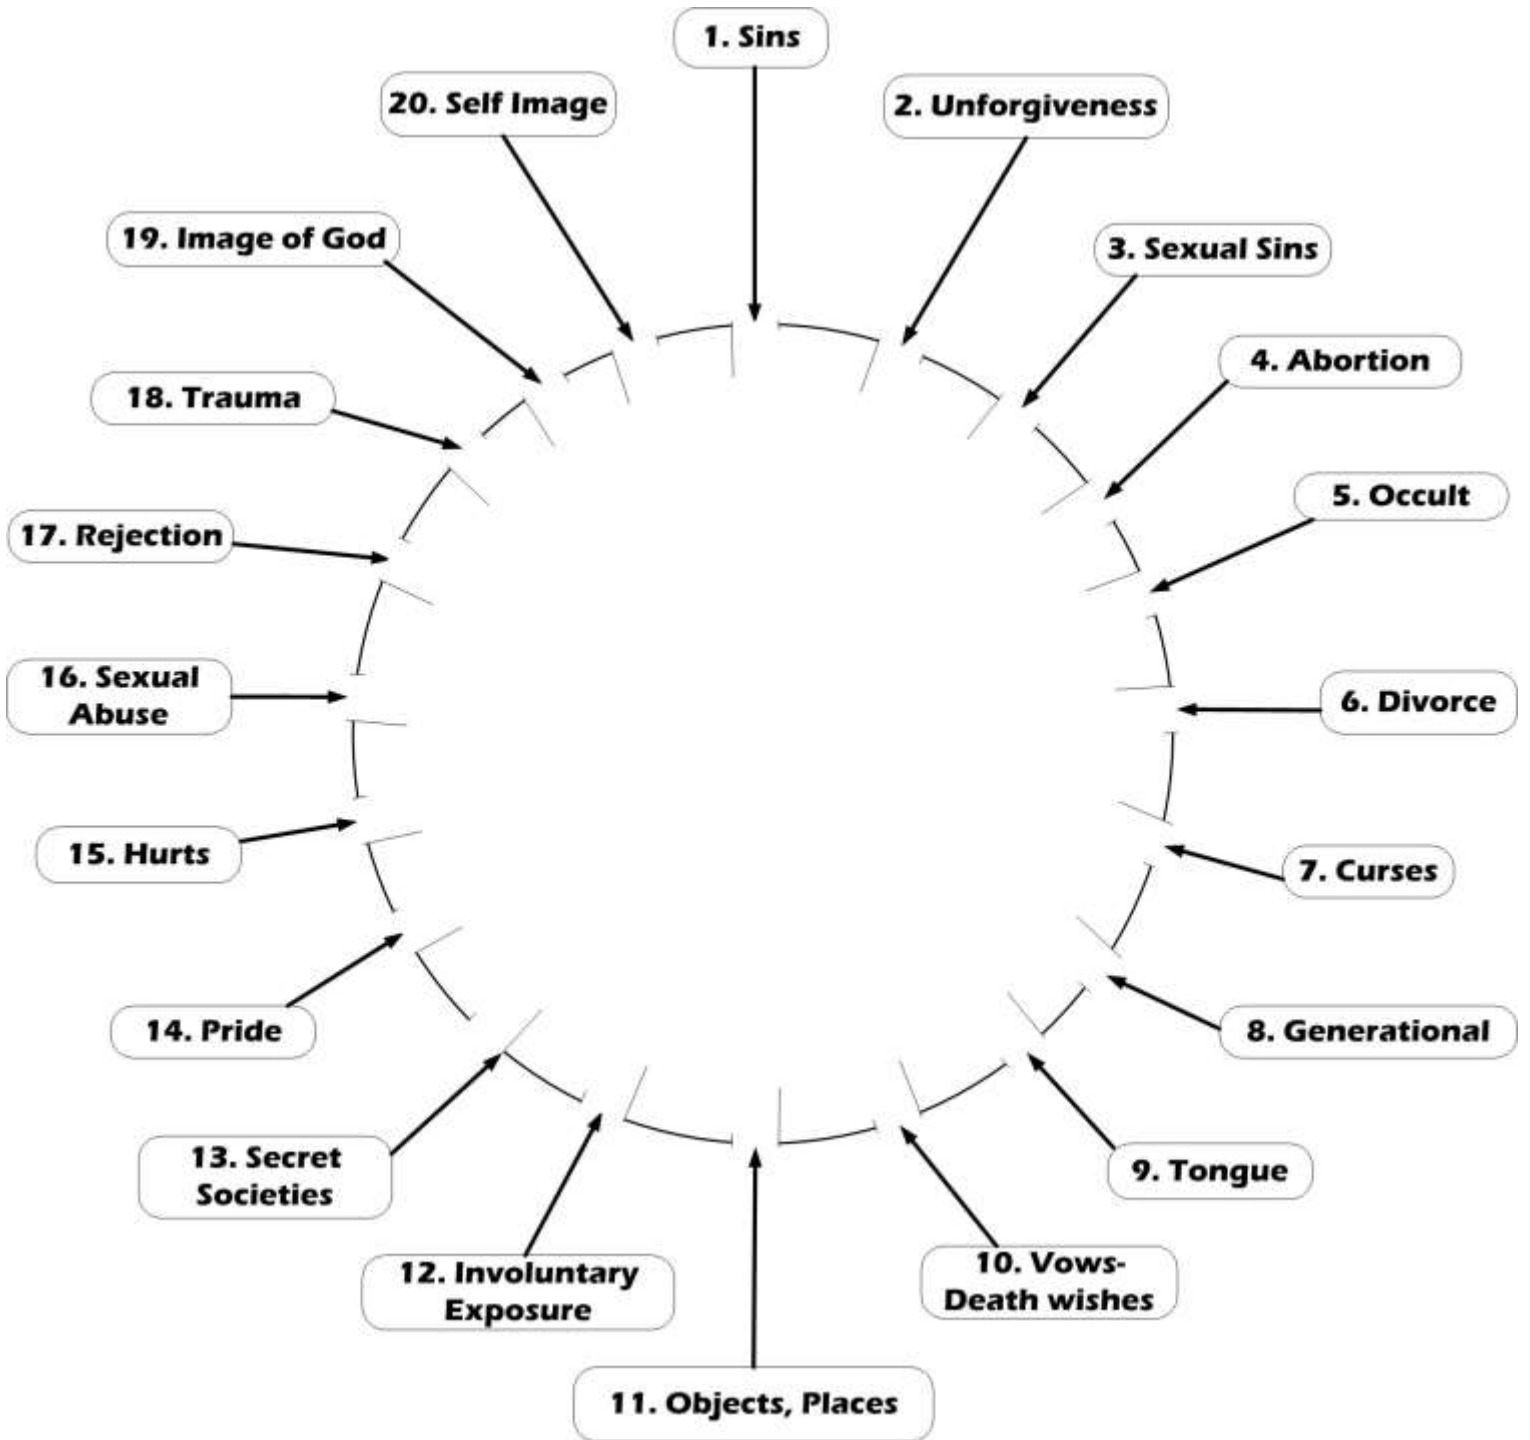 1. Sins
2. Unforgiveness
3. Sexual Sins
4. Abortion
5. Occult
6. Divorce
7. Curses
8. Generational
9. Tongue
10. Vows-
Death wishes
11. Objects, Places
12. Involuntary
Exposure
13. Secret
Societies
14. Pride
15. Hurts
16. Sexual
Abuse
17. Rejection
18. Trauma
19. Image of God
20. Self Image